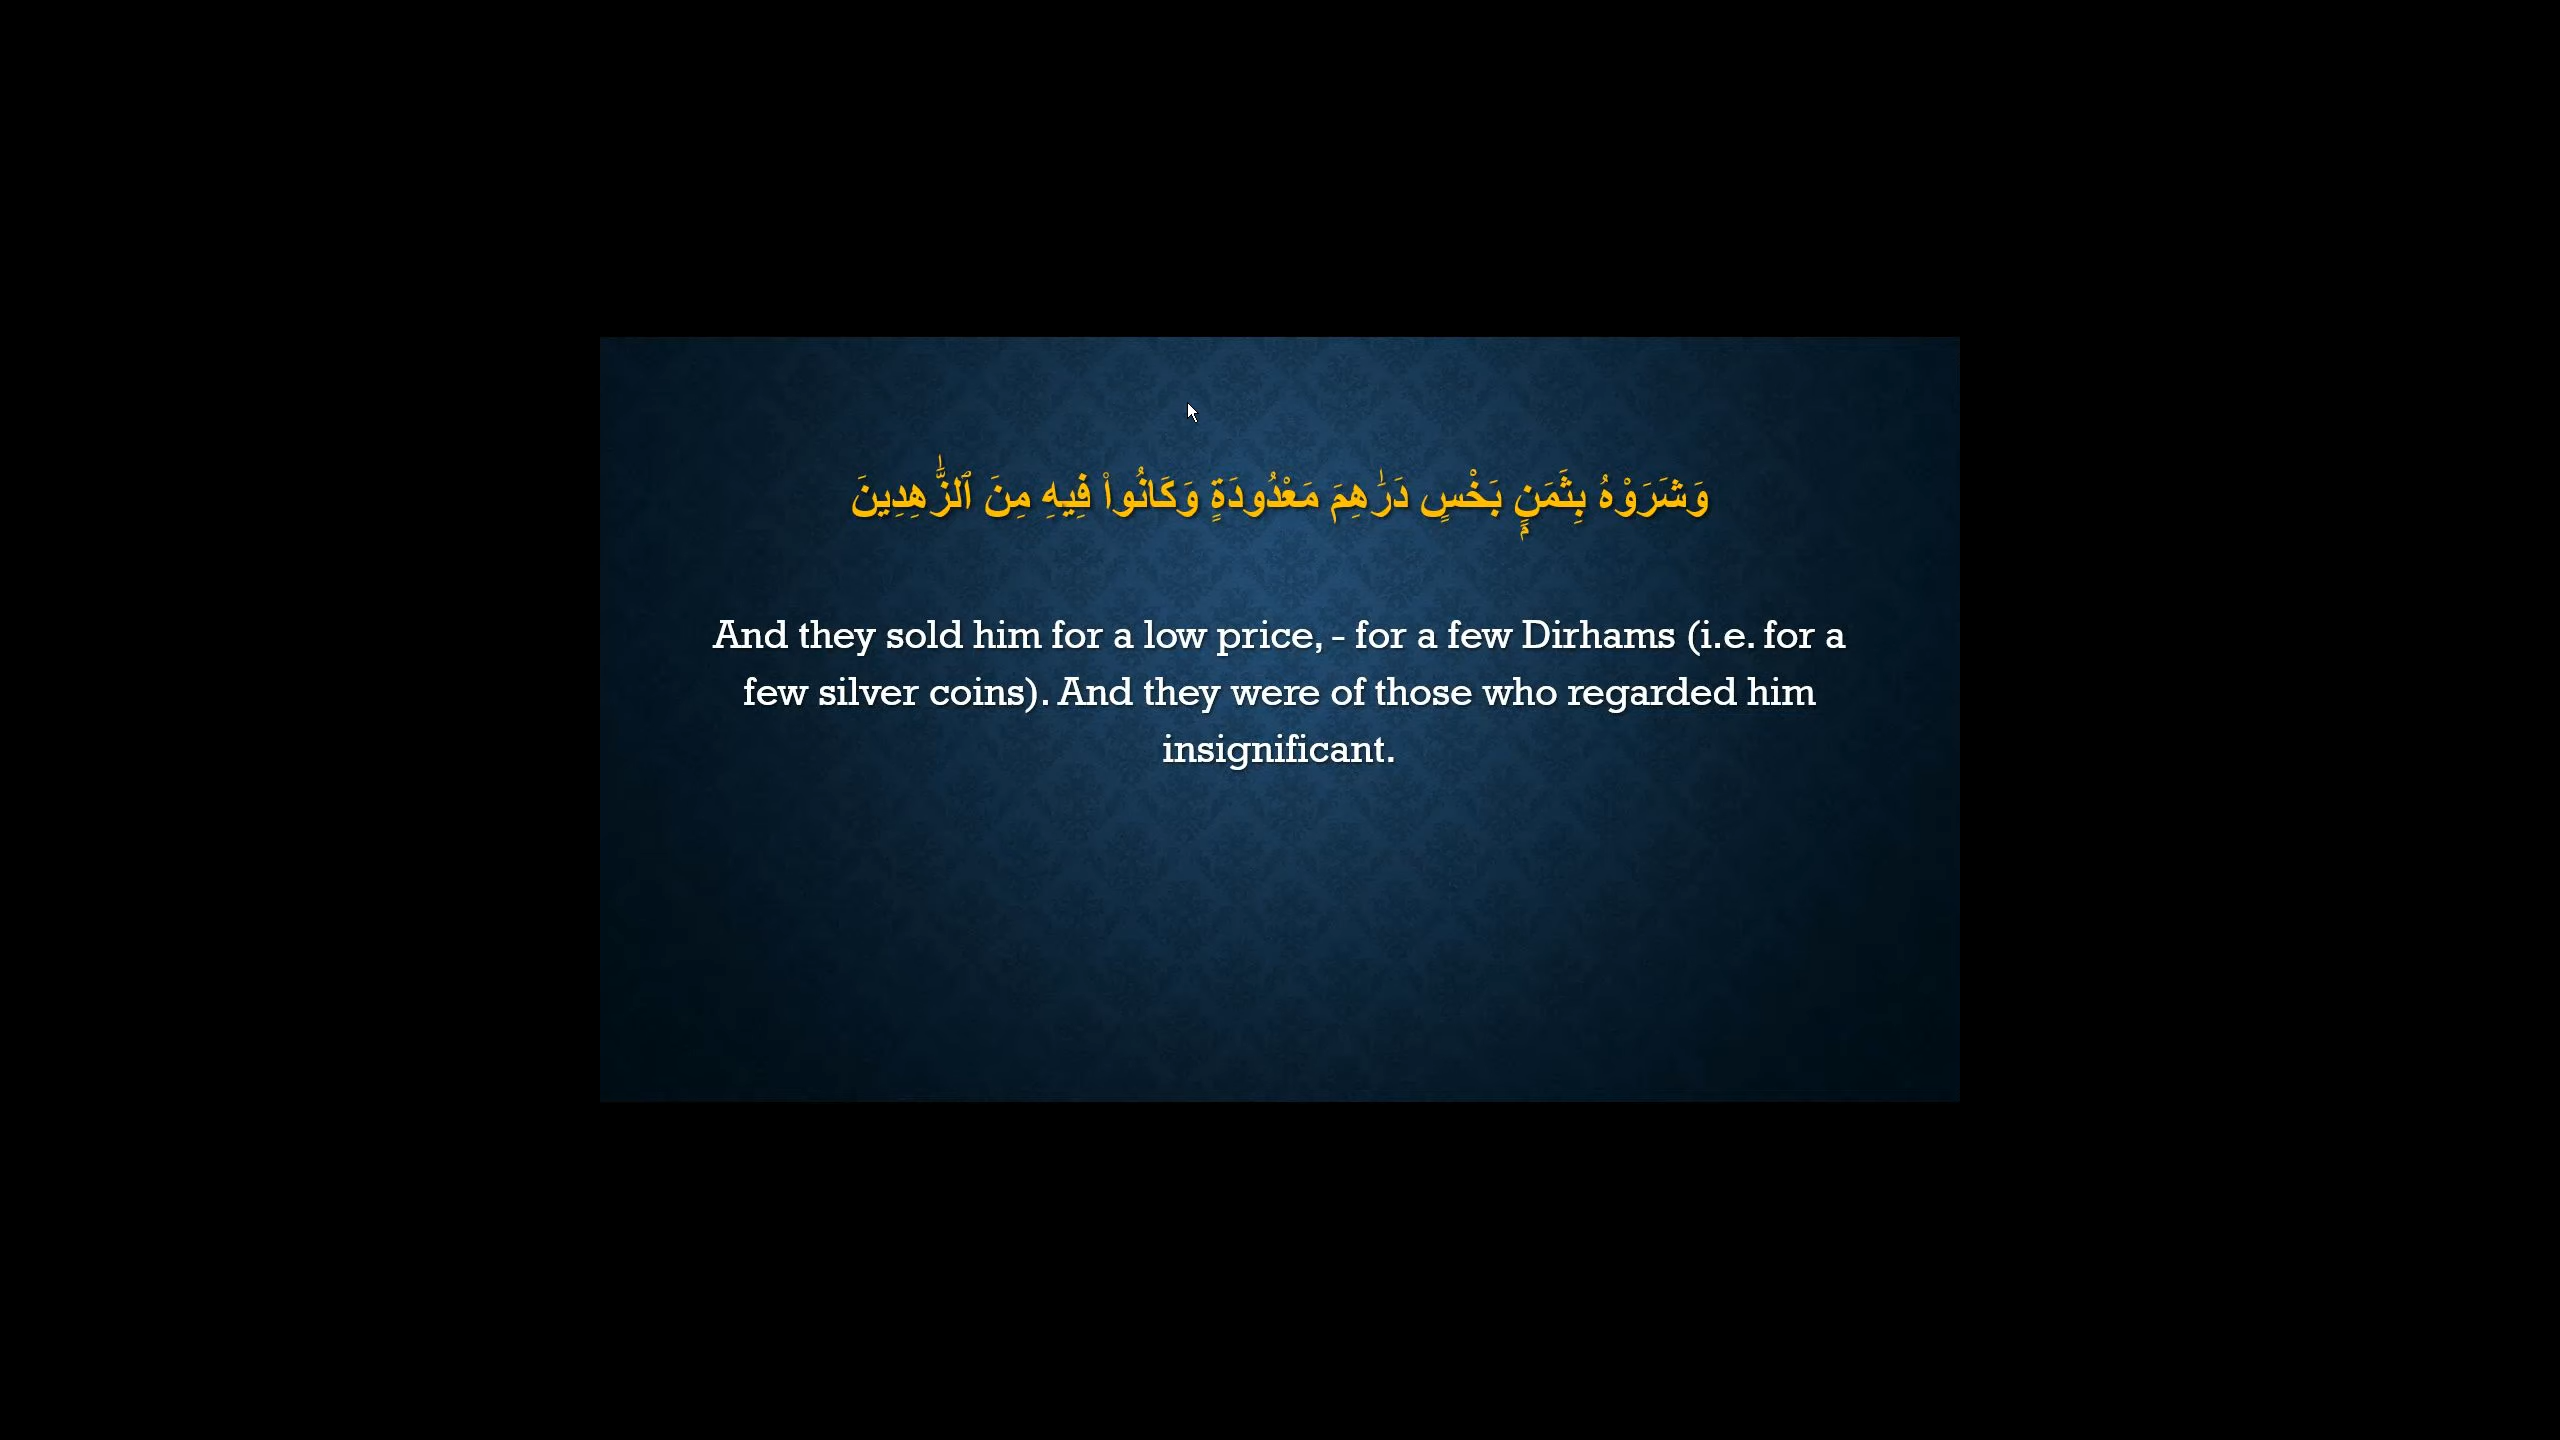 وَشَرَوْهُ بِثَمَنٍۭ بَخْسٍ دَرَٰهِمَ مَعْدُودَةٍ وَكَانُوا۟ فِيهِ مِنَ ٱلزَّٰهِدِينَ
And they sold him for a low price, - for a few Dirhams (i.e. for a
few silver coins). And they were of those who regarded him
insignificant.